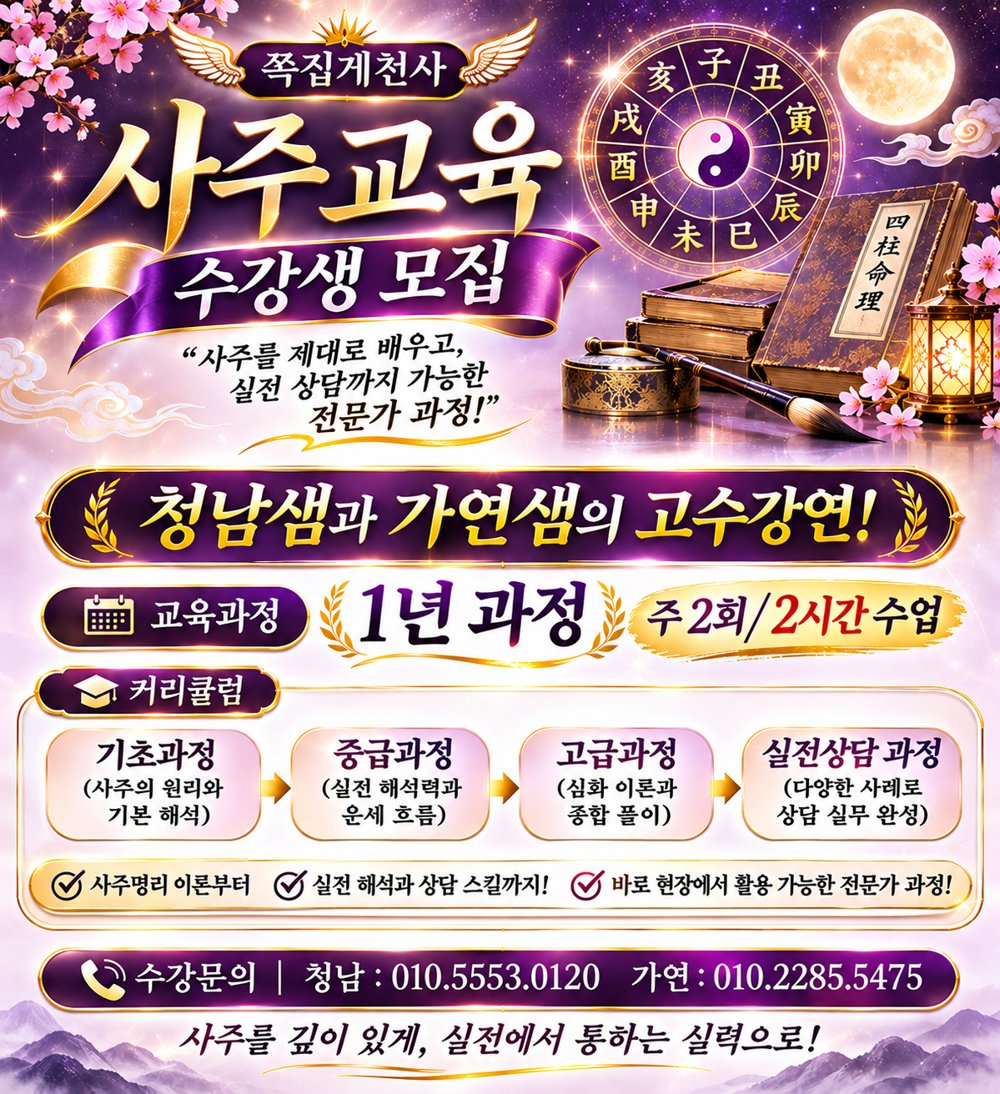 쪽집게천사
사주교육
수강생 모집
“사주를 제대로 배우고,
실전 상담까지 가능한
전문가 과정!”
子
丑
寅
卯
辰
巳
未
申
酉
戌
亥
四柱命理
청남샘과 가연샘의 고수강연!
교육과정
1년 과정
주 2회/2시간 수업
커리큘럼
기초과정
(사주의 원리와
기본 해석)
중급과정
(실전 해석력과
운세 흐름)
고급과정
(심화 이론과
종합 풀이)
실전상담 과정
(다양한 사례로
상담 실무 완성)
사주명리 이론부터
실전 해석과 상담 스킬까지!
바로 현장에서 활용 가능한 전문가 과정!
수강문의 | 청남 : 010.5553.0120 가연 : 010.2285.5475
사주를 깊이 있게, 실전에서 통하는 실력으로!